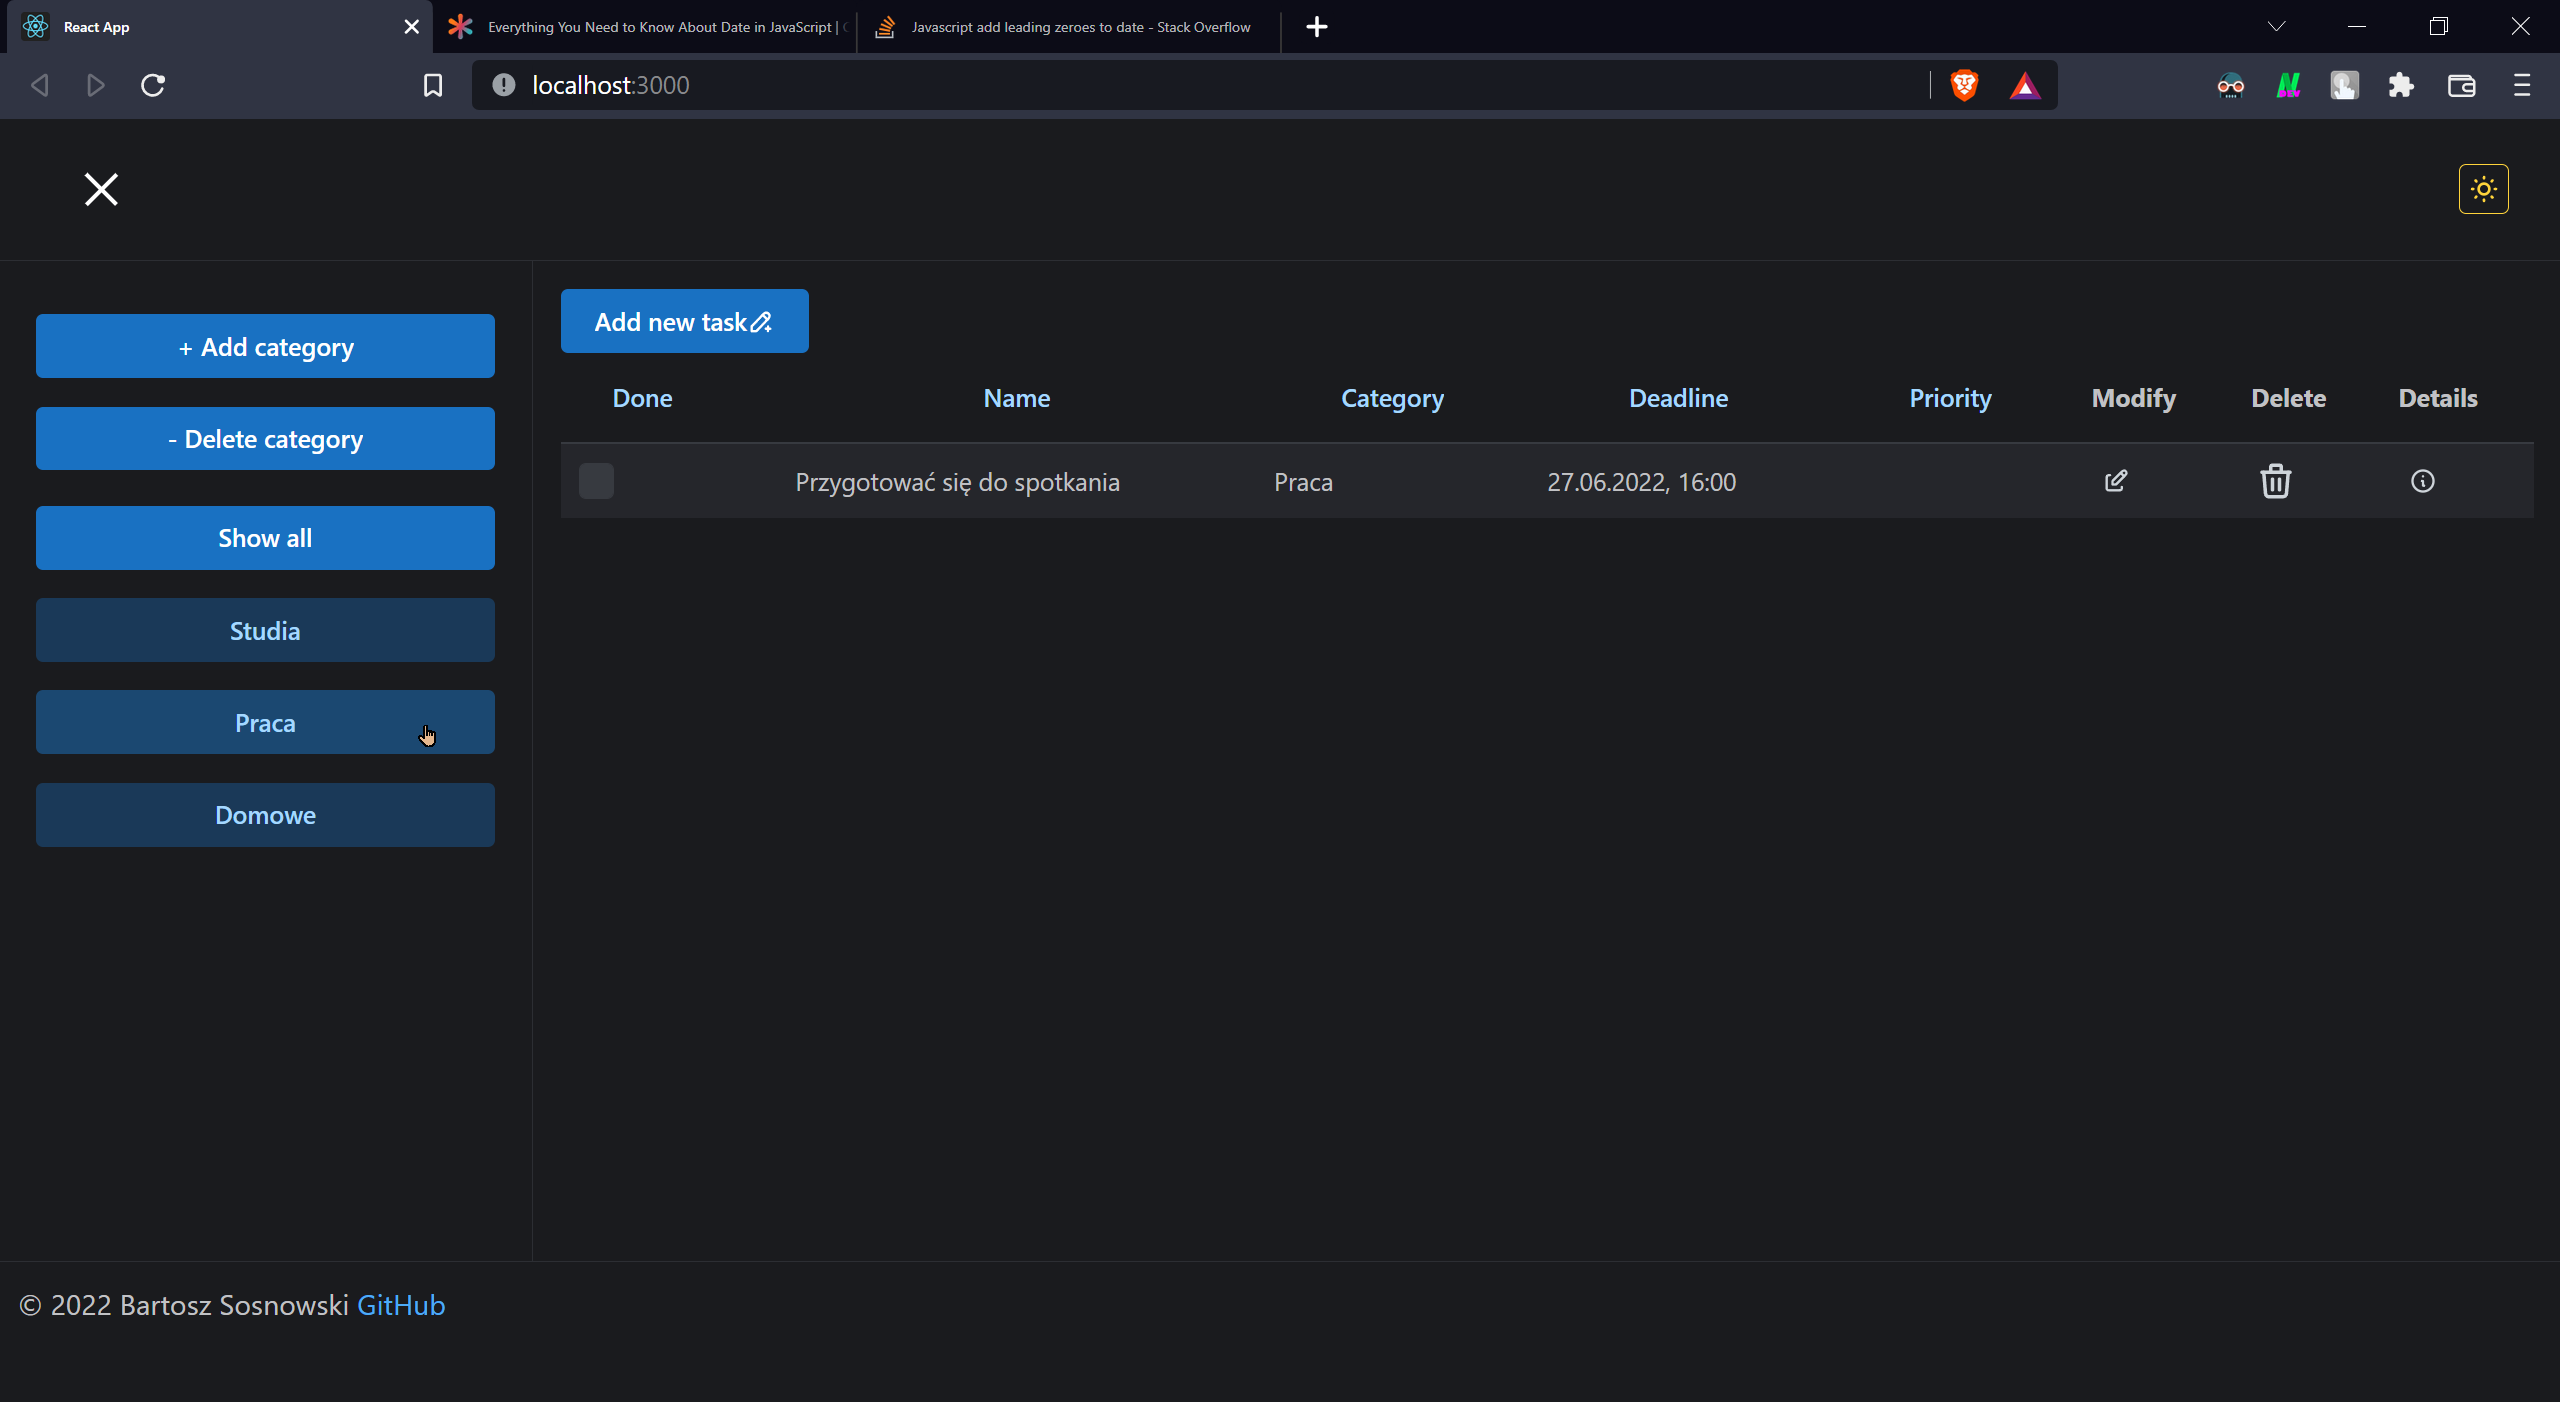 React App
Everything You Need to Know About Date in JavaScript |
Javascript add leading zeroes to date - Stack Overflow
localhost:3000
+ Add category
- Delete category
Show all
Studia
Praca
Domowe
Add new task
Done Name Category Deadline Priority Modify Delete Details
Przygotować się do spotkania Praca 27.06.2022, 16:00
© 2022 Bartosz Sosnowski GitHub